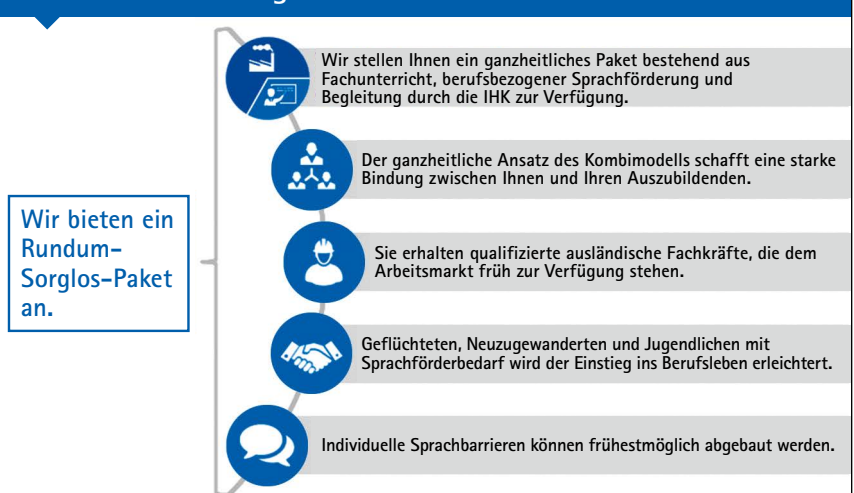 Wir stellen Ihnen ein ganzheitliches Paket bestehend aus
Fachunterricht, berufsbezogener Sprachförderung und
Begleitung durch die IHK zur Verfügung.
Der ganzheitliche Ansatz des Kombimodells schafft eine starke
Bindung zwischen Ihnen und Ihren Auszubildenden.
Wir bieten ein
Rundum-
Sorglos-Paket
an.
Sie erhalten qualifizierte ausländische Fachkräfte, die dem
Arbeitsmarkt früh zur Verfügung stehen.
Geflüchteten, Neuzugewanderten und Jugendlichen mit
Sprachförderbedarf wird der Einstieg ins Berufsleben erleichtert.
Individuelle Sprachbarrieren können frühestmöglich abgebaut werden.